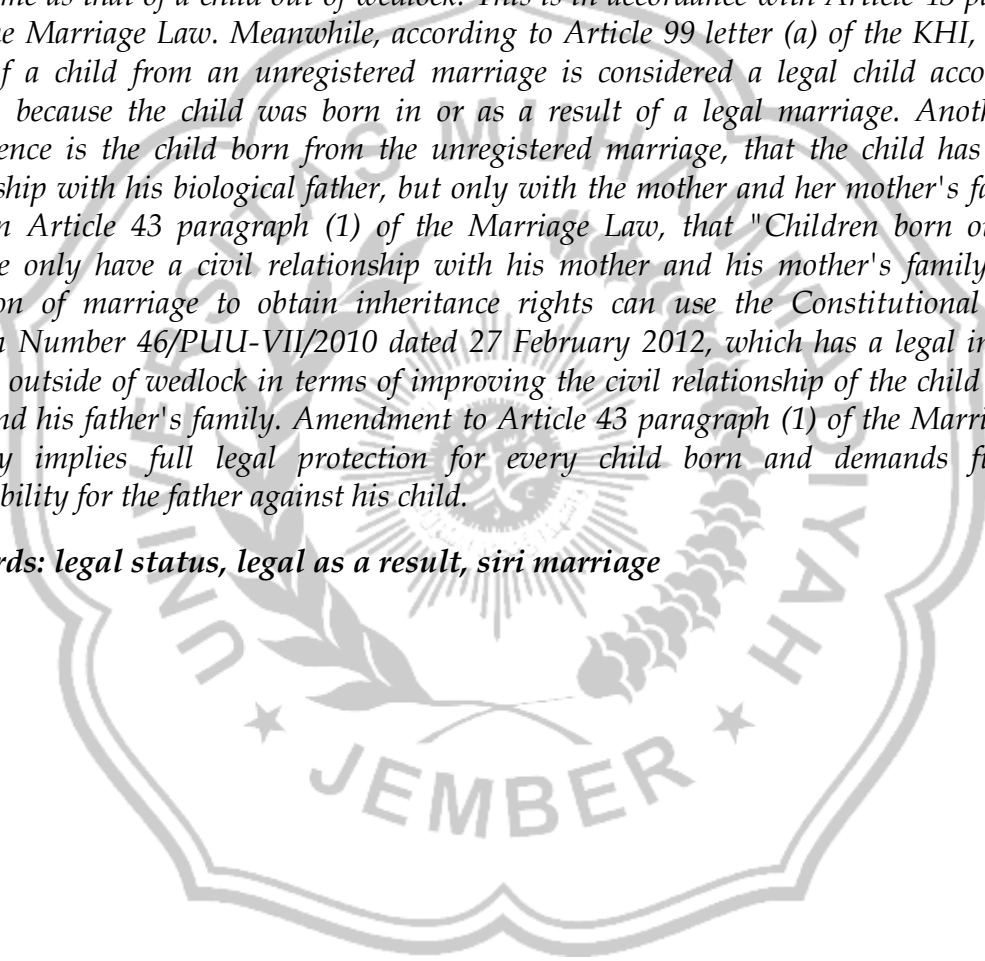 me as that of a child out of wedlock. This is in accordance with Article 43 p
he Marriage Law. Meanwhile, according to Article 99 letter (a) of the KHI,
f a child from an unregistered marriage is considered a legal child acco
because the child was born in or as a result of a legal marriage. Anoth
ence is the child born from the unregistered marriage, that the child has
ship with his biological father, but only with the mother and her mother's fa
n Article 43 paragraph (1) of the Marriage Law, that "Children born o
e only have a civil relationship with his mother and his mother's family
on of marriage to obtain inheritance rights can use the Constitutional
n Number 46/PUU-VII/2010 dated 27 February 2012, which has a legal i
outside of wedlock in terms of improving the civil relationship of the child
nd his father's family. Amendment to Article 43 paragraph (1) of the Marri
y implies full legal protection for every child born and demands f
bility for the father against his child.
rds: legal status, legal as a result, siri marriage
UNIVERSITAS MUHAMMADIYAH
JEMBER